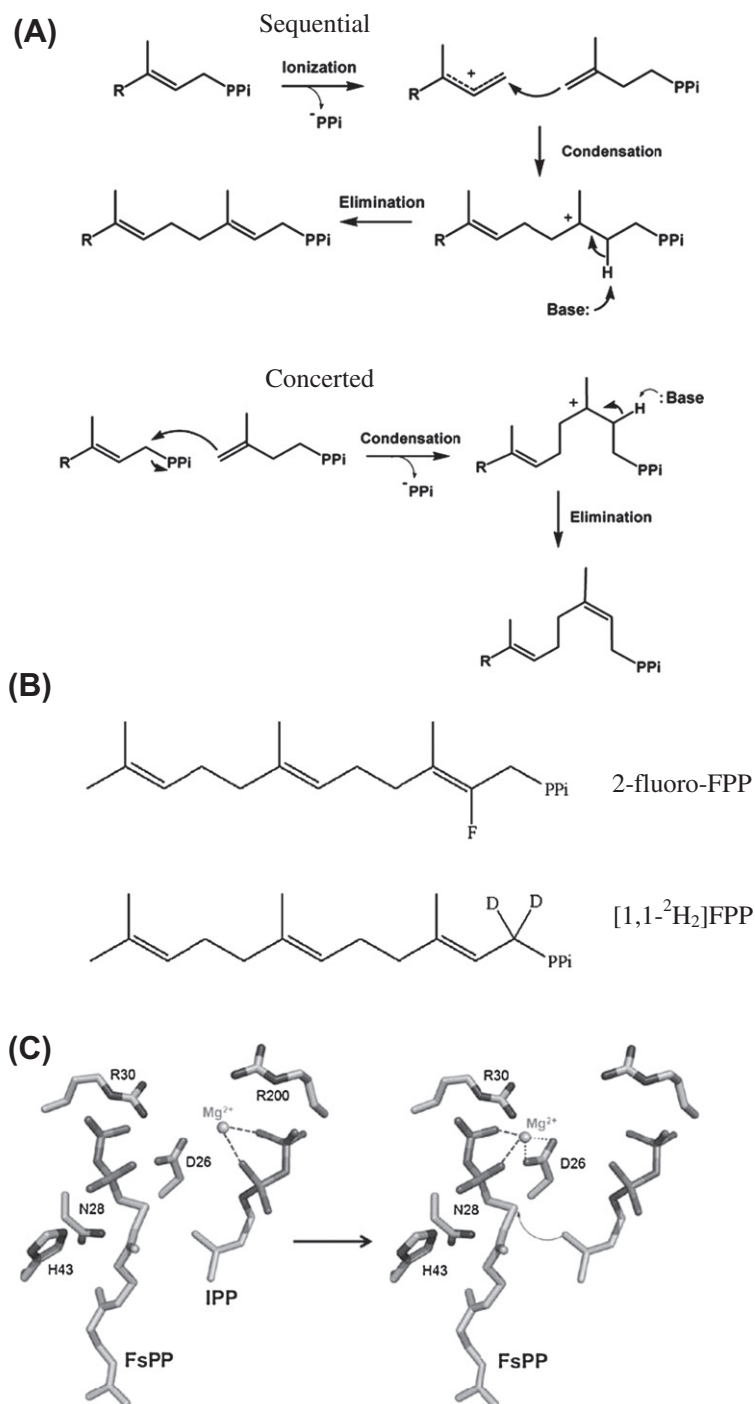 (A)
Sequential
R
PPi
Ionization
-PPi
R
+
PPi
Condensation
R
PPi
Elimination
R
+
PPi
H
Base:
Concerted
R
PPi
PPi
Condensation
-PPi
+
H
:Base
R
PPi
Elimination
R
PPi
(B)
PPi
F
2-fluoro-FPP
D
D
PPi
[1,1-²H₂]FPP
(C)
R30
R200
Mg²⁺
D26
N28
H43
IPP
FsPP
R30
Mg²⁺
D26
N28
H43
FsPP